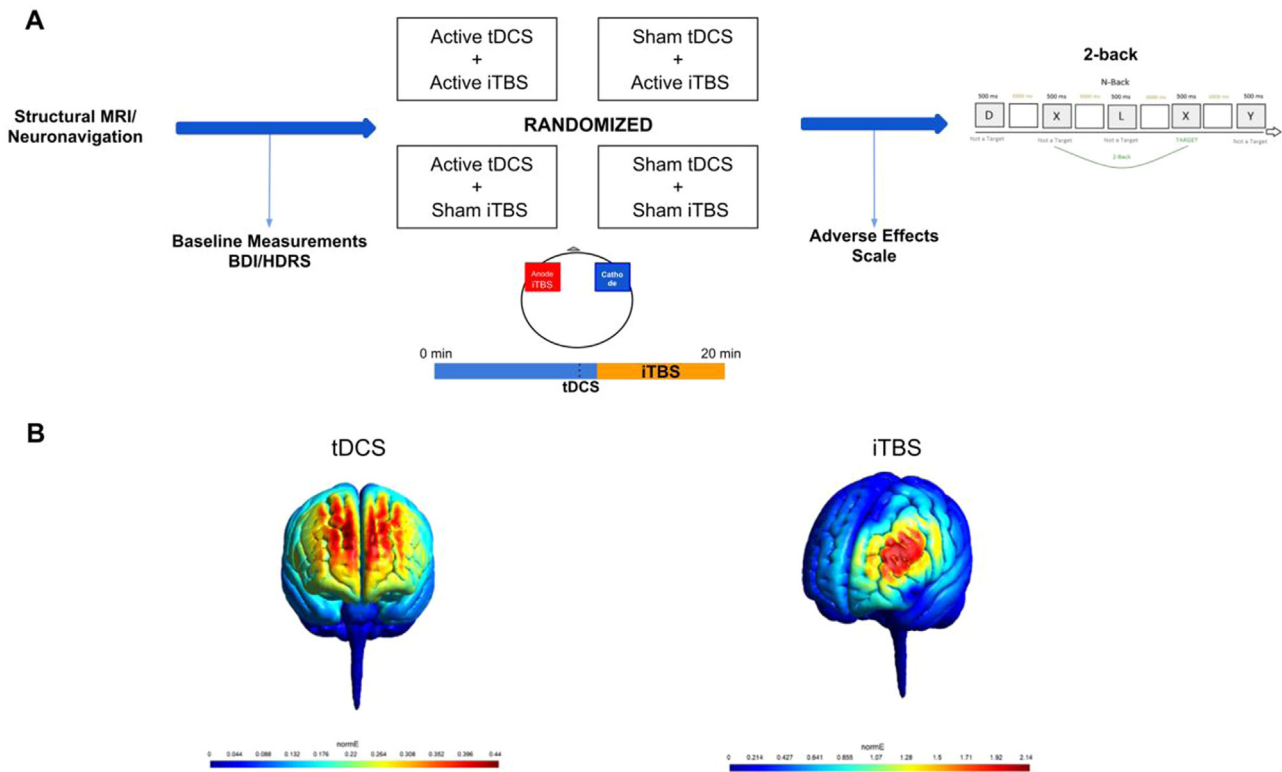 A
Structural MRI/
Neuronavigation
Baseline Measurements
BDI/HDRS
Active tDCS
+
Active iTBS
Sham tDCS
+
Active iTBS
RANDOMIZED
Active tDCS
+
Sham iTBS
Sham tDCS
+
Sham iTBS
Anode
iTBS
Catho
de
0 min
20 min
iTBS
tDCS
Adverse Effects
Scale
2-back
N-Back
500 ms
500 ms
500 ms
500 ms
500 ms
D
X
L
X
Y
Not a Target
Not a Target
Not a Target
TARGET
Not a Target
2-Back
B
tDCS
iTBS
normE
0 0.044 0.088 0.132 0.176 0.22 0.264 0.308 0.352 0.396 0.44
normE
0 0.214 0.427 0.641 0.855 1.07 1.28 1.5 1.71 1.92 2.14